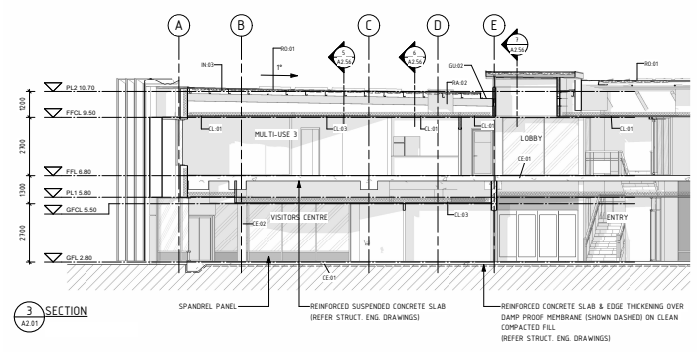 A B C D E
RO:01
5
A2.56
6
A2.56
7
A2.56
IN:03
1°
GU:02
RA:02
RO:01
PL2 10.70
1200
FFCL 9.50
CL:01
CL:03
CL:01
CL:01
CL:01
MULTI-USE 3
LOBBY
2700
CE:01
FFL 6.80
1300
PL1 5.80
GFCL 5.50
VISITORS CENTRE
CL:03
ENTRY
CE:02
2700
GFL 2.80
CE:01
3
A2.01
SECTION
SPANDREL PANEL
REINFORCED SUSPENDED CONCRETE SLAB
(REFER STRUCT. ENG. DRAWINGS)
REINFORCED CONCRETE SLAB & EDGE THICKENING OVER
DAMP PROOF MEMBRANE (SHOWN DASHED) ON CLEAN
COMPACTED FILL
(REFER STRUCT. ENG. DRAWINGS)